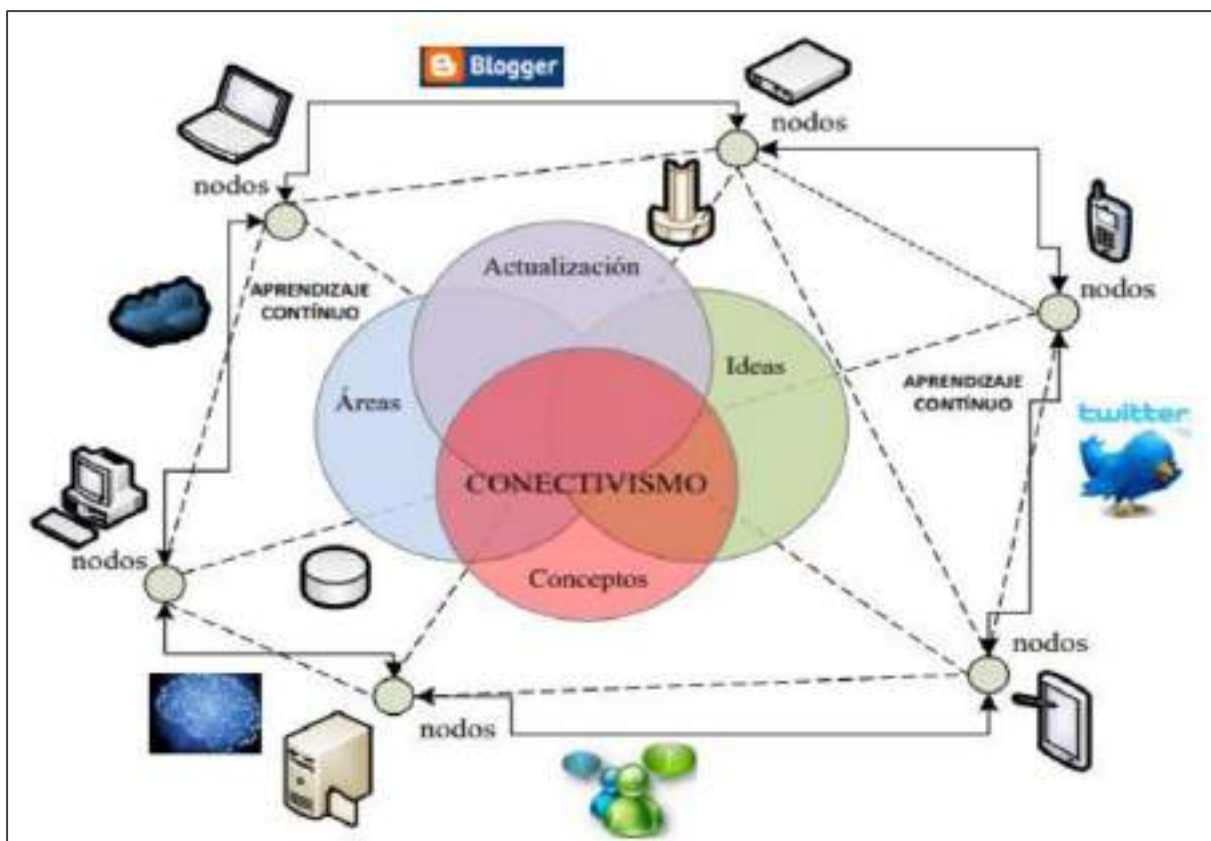 Blogger
nodos
nodos
nodos
Actualización
APRENDIZAJE
CONTÍNUO
Ideas
Áreas
APRENDIZAJE
CONTÍNUO
twitter
CONECTIVISMO
nodos
Conceptos
nodos
nodos